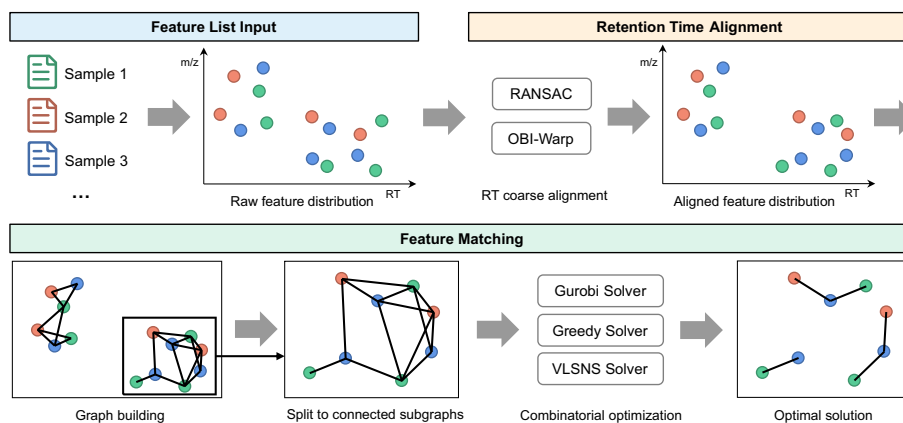 Feature List Input
Retention Time Alignment
Sample 1
Sample 2
Sample 3
...
m/z
RT
Raw feature distribution
RANSAC
OBI-Warp
RT coarse alignment
m/z
RT
Aligned feature distribution
Feature Matching
Graph building
Split to connected subgraphs
Gurobi Solver
Greedy Solver
VLSNS Solver
Combinatorial optimization
Optimal solution